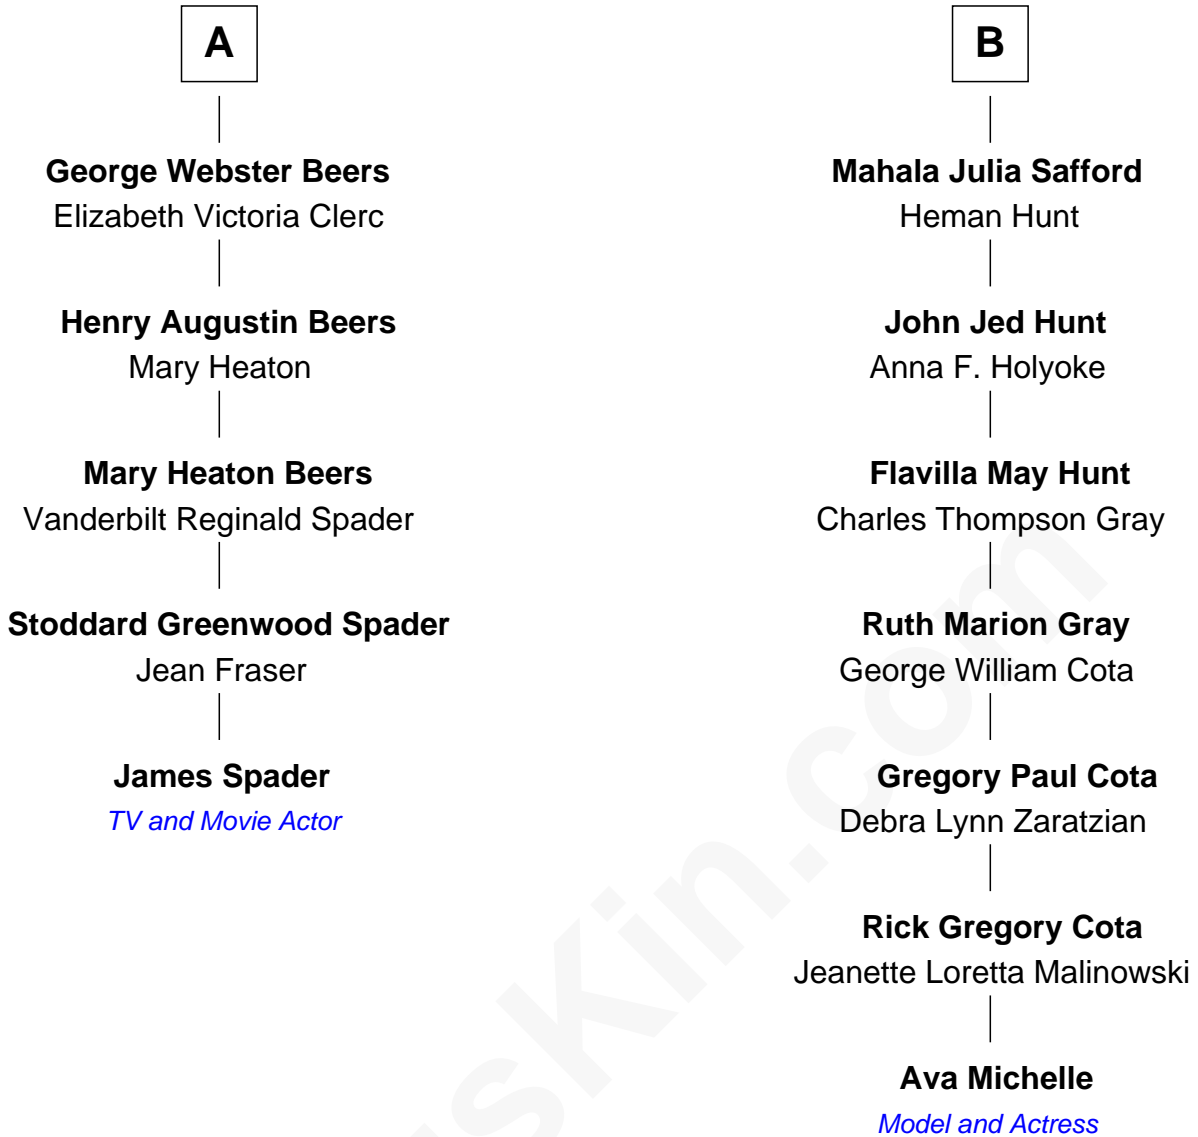 A
George Webster Beers
Elizabeth Victoria Clerc
Henry Augustin Beers
Mary Heaton
Mary Heaton Beers
Vanderbilt Reginald Spader
Stoddard Greenwood Spader
Jean Fraser
James Spader
TV and Movie Actor
B
Mahala Julia Safford
Heman Hunt
John Jed Hunt
Anna F. Holyoke
Flavilla May Hunt
Charles Thompson Gray
Ruth Marion Gray
George William Cota
Gregory Paul Cota
Debra Lynn Zaratzian
Rick Gregory Cota
Jeanette Loretta Malinowski
Ava Michelle
Model and Actress
usKin.com